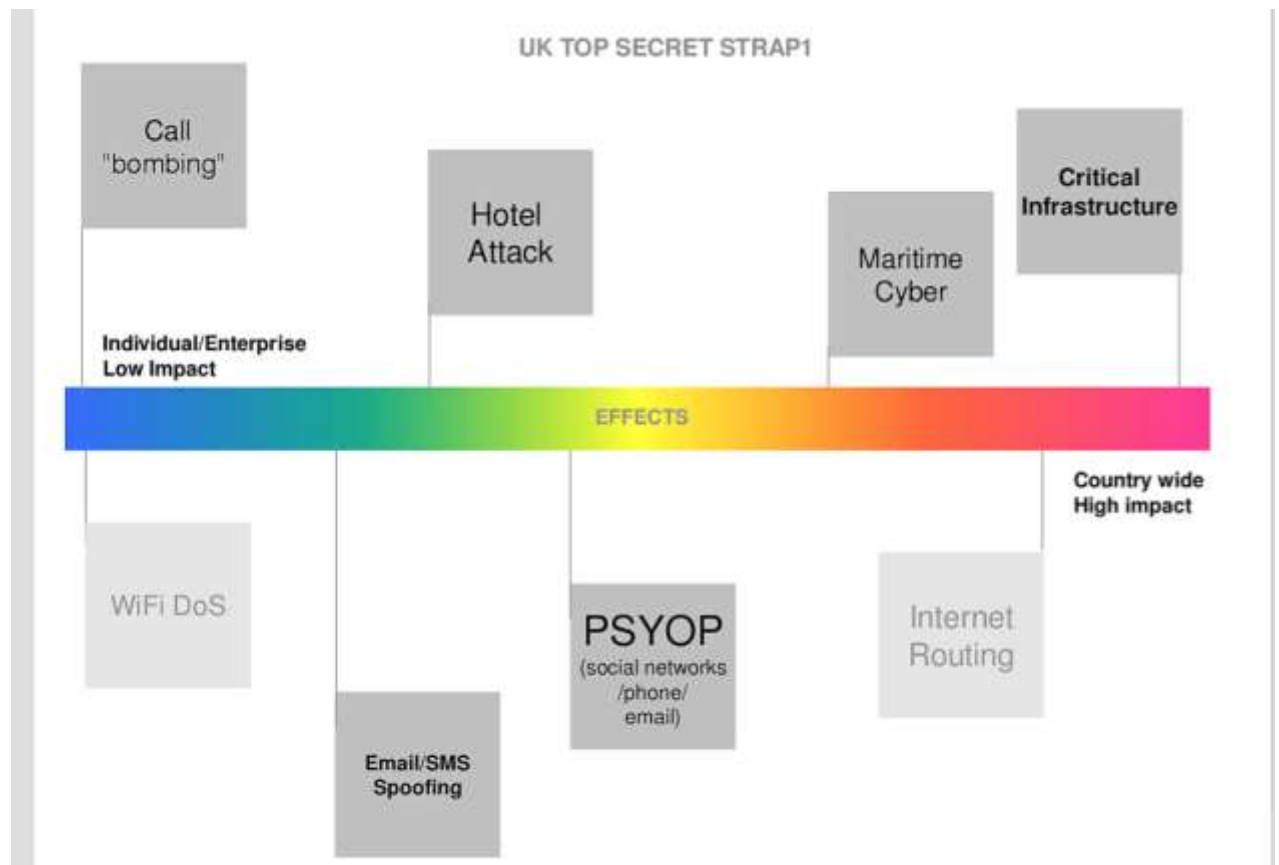 UK TOP SECRET STRAP1
Call
"bombing"
Hotel
Attack
Maritime
Cyber
Critical
Infrastructure
Individual/Enterprise
Low Impact
EFFECTS
Country wide
High impact
WiFi DoS
Email/SMS
Spoofing
PSYOP
(social networks
/phone/
email)
Internet
Routing